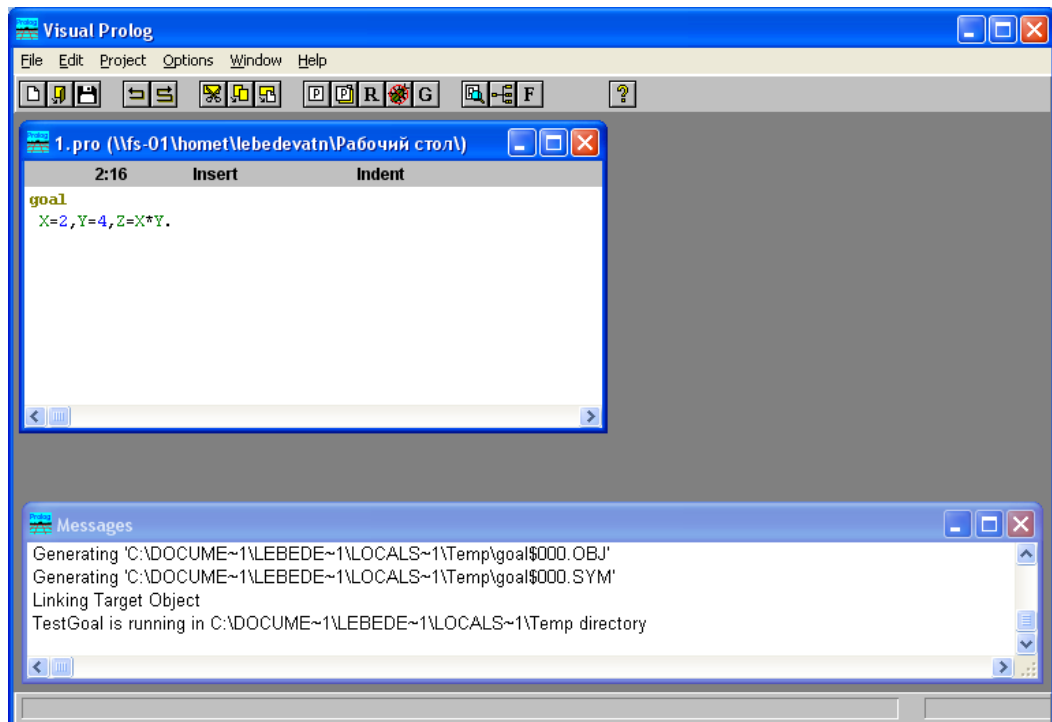 Visual Prolog
File Edit Project Options Window Help
P P R G F ?
1.pro (\\fs-01\homet\lebedevatn\Рабочий стол\)
2:16 Insert Indent
goal
X=2,Y=4,Z=X*Y.
Messages
Generating 'C:\DOCUME~1\LEBEDE~1\LOCALS~1\Temp\goal$000.OBJ'
Generating 'C:\DOCUME~1\LEBEDE~1\LOCALS~1\Temp\goal$000.SYM'
Linking Target Object
TestGoal is running in C:\DOCUME~1\LEBEDE~1\LOCALS~1\Temp directory